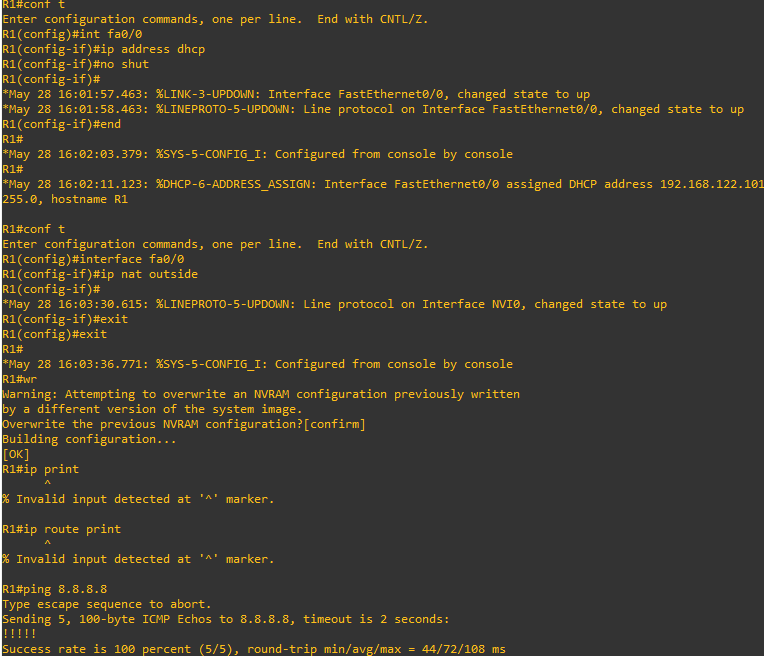 R1#conf t
Enter configuration commands, one per line.  End with CNTL/Z.
R1(config)#int fa0/0
R1(config-if)#ip address dhcp
R1(config-if)#no shut
R1(config-if)#
*May 28 16:01:57.463: %LINK-3-UPDOWN: Interface FastEthernet0/0, changed state to up
*May 28 16:01:58.463: %LINEPROTO-5-UPDOWN: Line protocol on Interface FastEthernet0/0, changed state to up
R1(config-if)#end
R1#
*May 28 16:02:03.379: %SYS-5-CONFIG_I: Configured from console by console
R1#
*May 28 16:02:11.123: %DHCP-6-ADDRESS_ASSIGN: Interface FastEthernet0/0 assigned DHCP address 192.168.122.101
255.0, hostname R1
R1#conf t
Enter configuration commands, one per line.  End with CNTL/Z.
R1(config)#interface fa0/0
R1(config-if)#ip nat outside
R1(config-if)#
*May 28 16:03:30.615: %LINEPROTO-5-UPDOWN: Line protocol on Interface NVI0, changed state to up
R1(config-if)#exit
R1(config)#exit
R1#
*May 28 16:03:36.771: %SYS-5-CONFIG_I: Configured from console by console
R1#wr
Warning: Attempting to overwrite an NVRAM configuration previously written
by a different version of the system image.
Overwrite the previous NVRAM configuration?[confirm]
Building configuration...
[OK]
R1#ip print
^
% Invalid input detected at '^' marker.
R1#ip route print
^
% Invalid input detected at '^' marker.
R1#ping 8.8.8.8
Type escape sequence to abort.
Sending 5, 100-byte ICMP Echos to 8.8.8.8, timeout is 2 seconds:
!!!!!
Success rate is 100 percent (5/5), round-trip min/avg/max = 44/72/108 ms